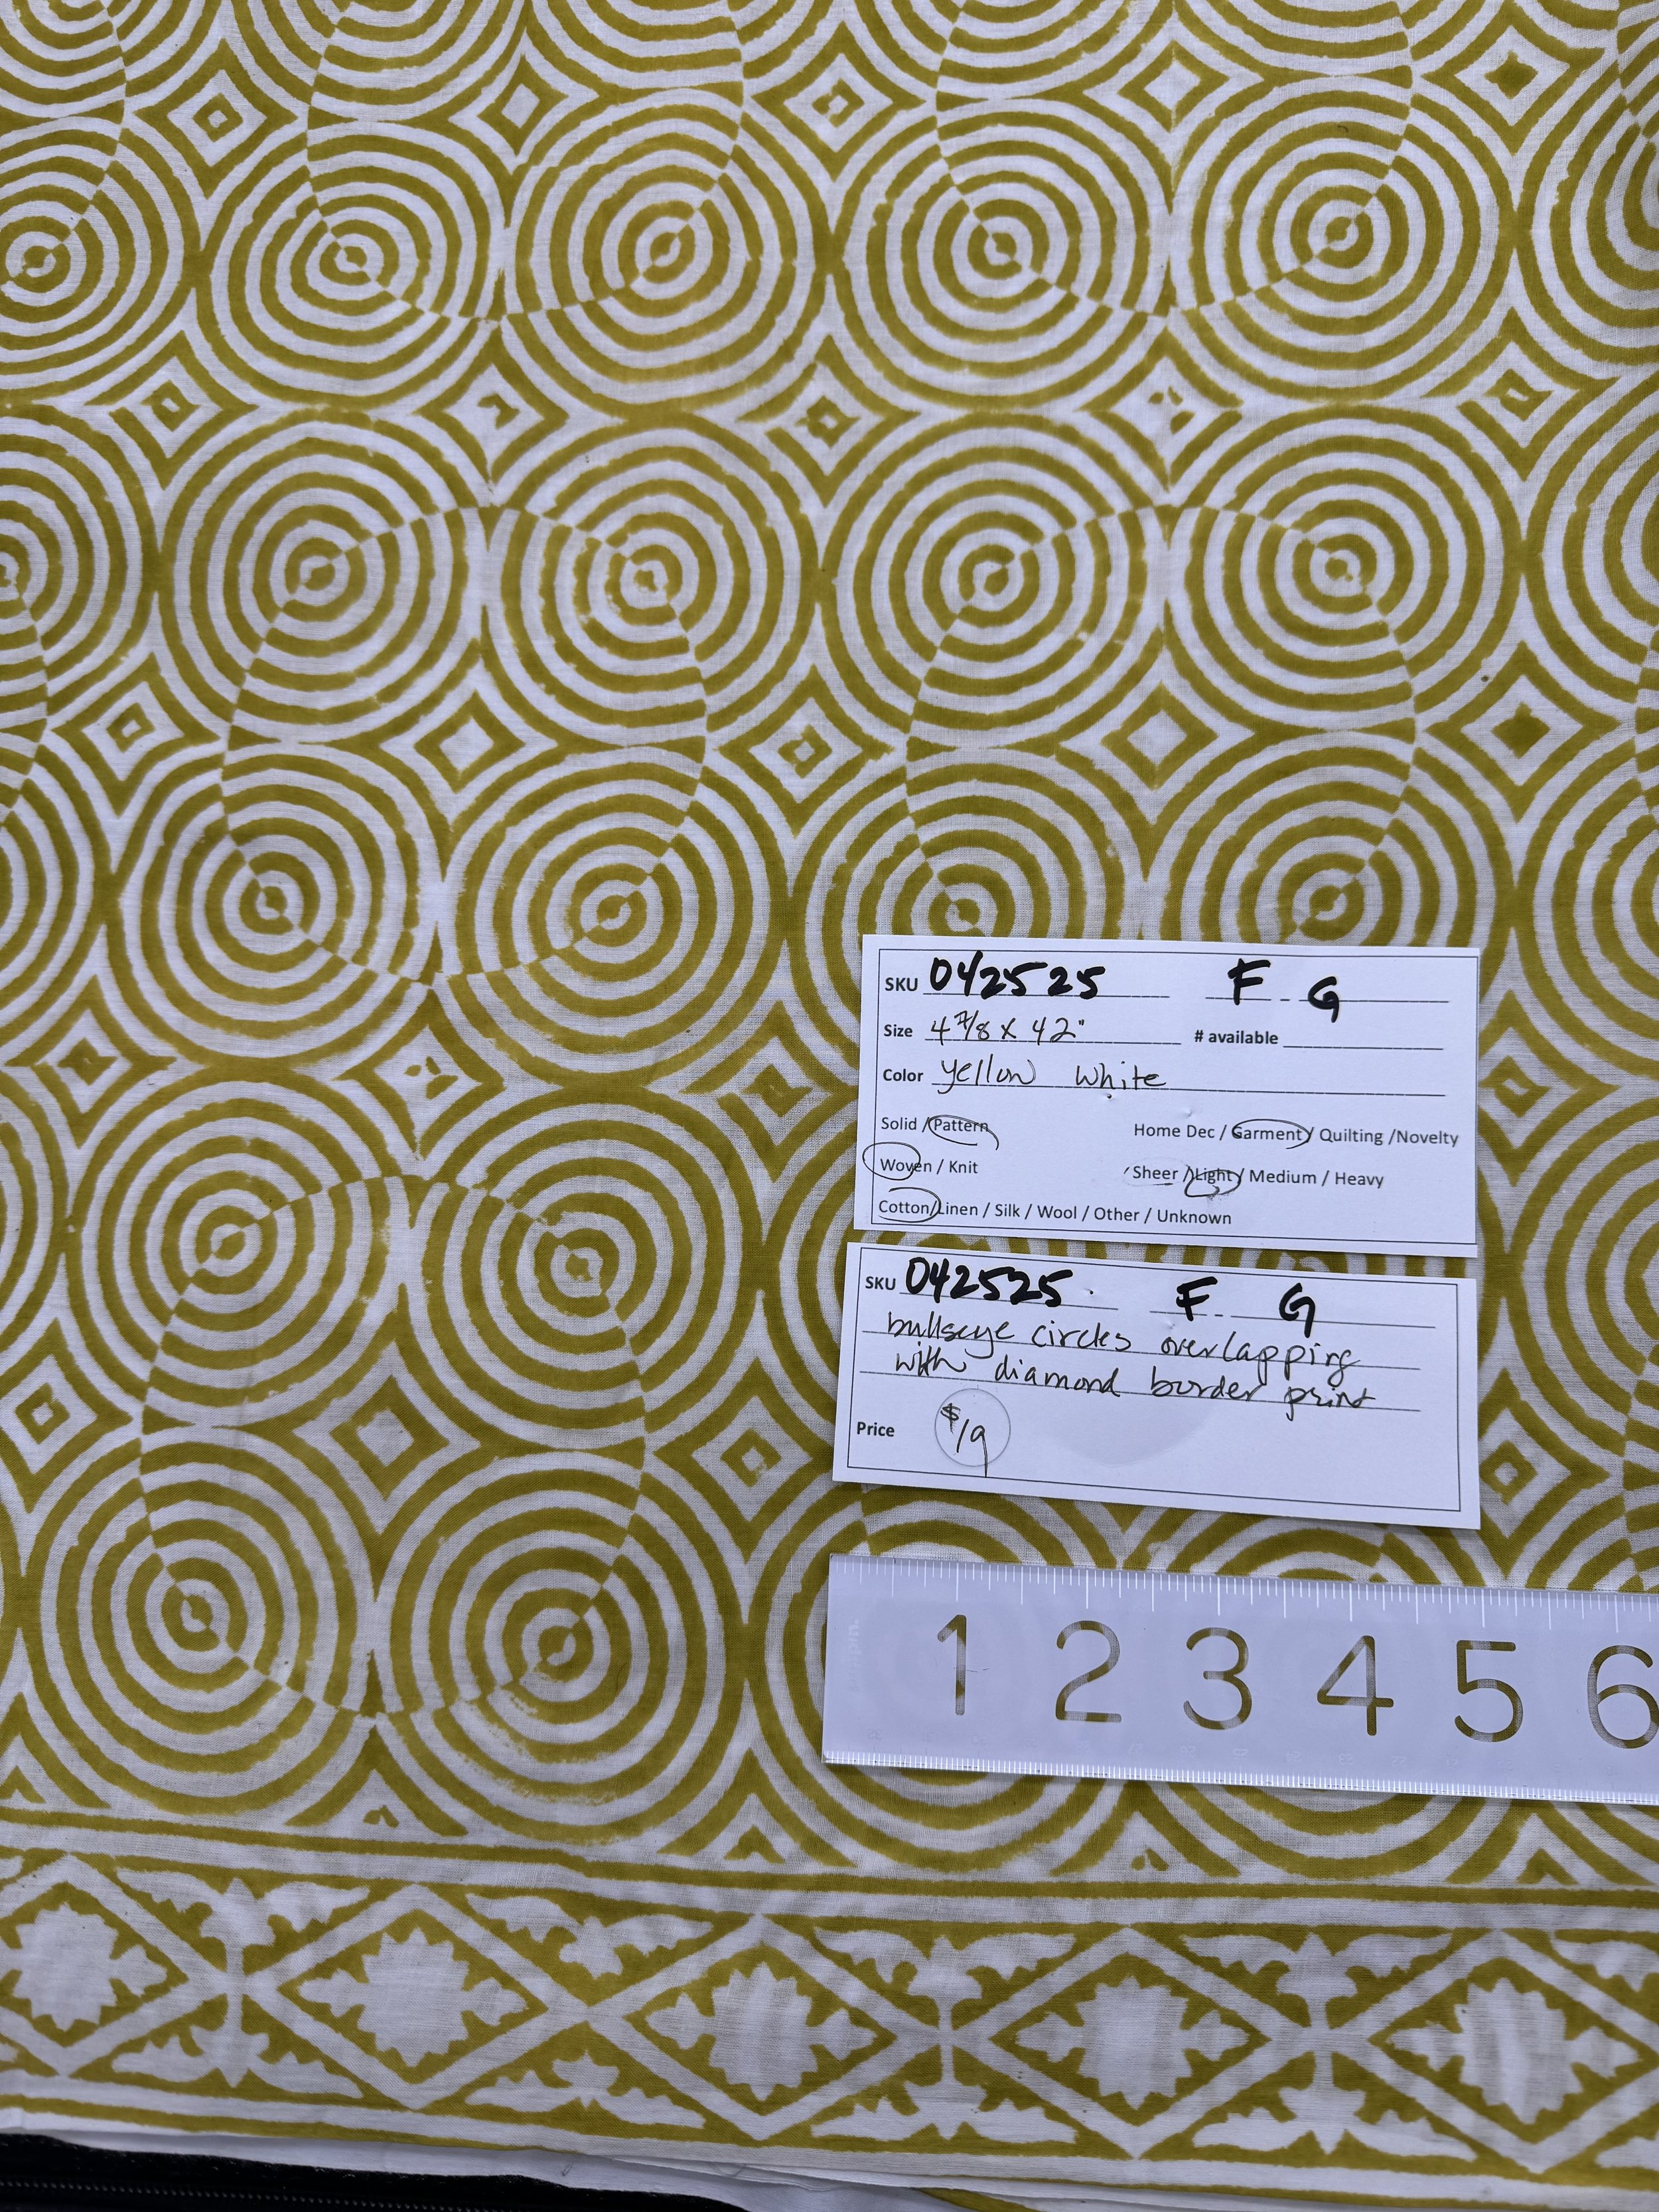 SKU 042525 F - G
Size 4 7/8 x 42" # available
Color yellow white
Solid / Pattern Home Dec / Garment / Quilting /Novelty
Woven / Knit Sheer / Light / Medium / Heavy
Cotton/Linen / Silk / Wool / Other / Unknown
SKU 042525 F - G
bullseye circles overlapping
with diamond border print
Price $19
1 2 3 4 5 6